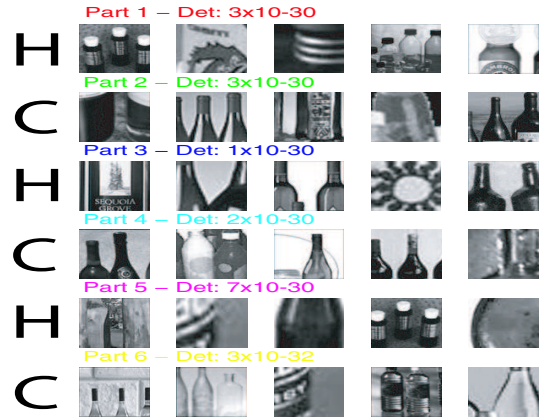 Part 1 – Det: 3x10-30
H
Part 2 – Det: 3x10-30
C
Part 3 – Det: 1x10-30
H
SEQUOIA
GROVE
Part 4 – Det: 2x10-30
C
Part 5 – Det: 7x10-30
H
Part 6 – Det: 3x10-32
C